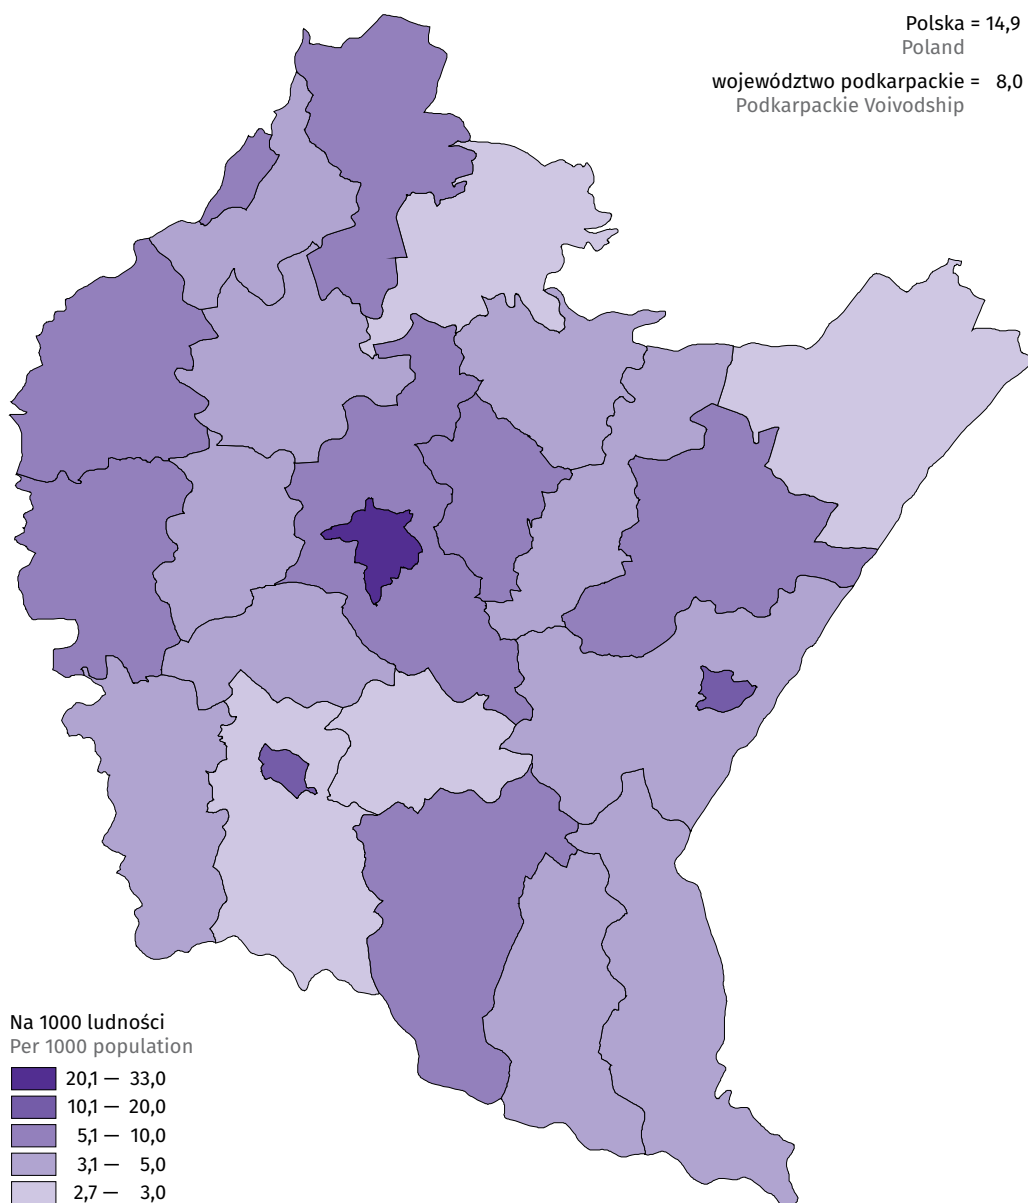 Polska = 14,9
Poland
województwo podkarpackie = 8,0
Podkarpackie Voivodship
Na 1000 ludności
Per 1000 population
20,1 — 33,0
10,1 — 20,0
5,1 — 10,0
3,1 — 5,0
2,7 — 3,0